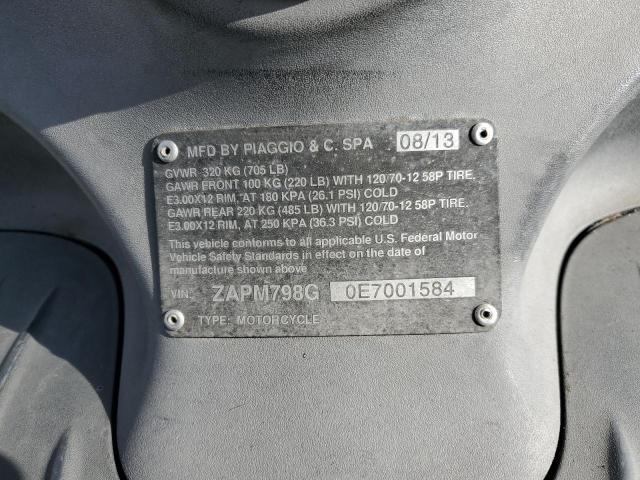 MFD BY PIAGGIO & C. SPA 08/13
GVWR 320 KG (705 LB)
GAWR FRONT 100 KG (220 LB) WITH 120/70-12 58P TIRE,
E3.00X12 RIM, AT 180 KPA (26.1 PSI) COLD
GAWR REAR 220 KG (485 LB) WITH 120/70-12 58P TIRE,
E3.00X12 RIM, AT 250 KPA (36.3 PSI) COLD
This vehicle conforms to all applicable U.S. Federal Motor
Vehicle Safety Standards in effect on the date of
manufacture shown above
VIN: ZAPM798G 0E7001584
TYPE: MOTORCYCLE